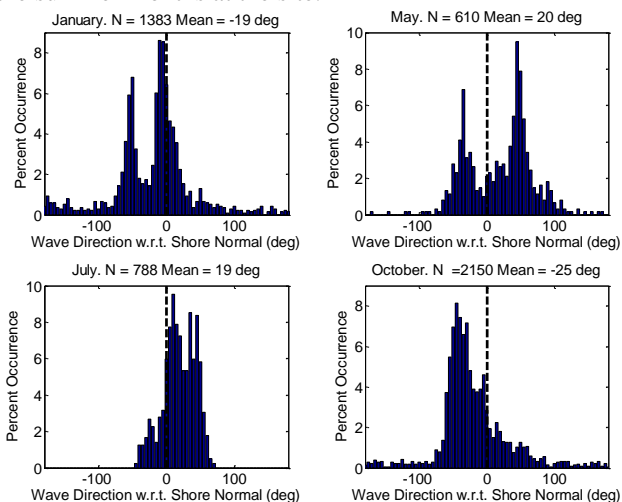 January. N = 1383 Mean = -19 deg
8
6
4
2
0
Percent Occurrence
-100 0 100
Wave Direction w.r.t. Shore Normal (deg)
May. N = 610 Mean = 20 deg
10
8
6
4
2
0
Percent Occurrence
-100 0 100
Wave Direction w.r.t. Shore Normal (deg)
July. N = 788 Mean = 19 deg
10
8
6
4
2
0
Percent Occurrence
-100 0 100
Wave Direction w.r.t. Shore Normal (deg)
October. N =2150 Mean = -25 deg
8
6
4
2
0
Percent Occurrence
-100 0 100
Wave Direction w.r.t. Shore Normal (deg)